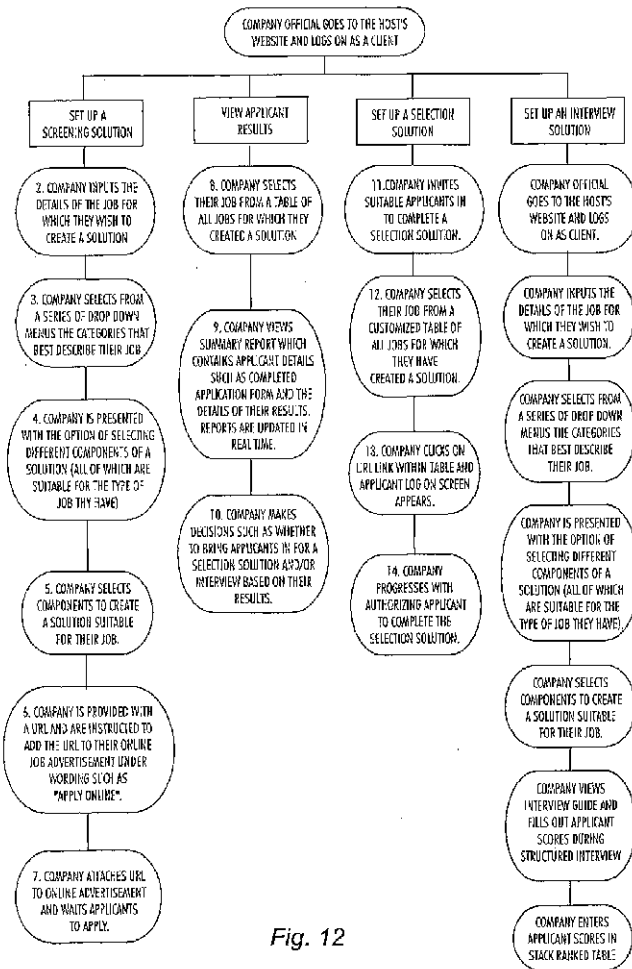 COMPANY OFFICIAL GOES TO THE HOST'S
WEBSITE AND LOGS ON AS A CLIENT
SET UP A
SCREENING SOLUTION
2. COMPANY INPUTS THE
DETAILS OF THE JOB FOR
WHICH THEY WISH TO
CREATE A SOLUTION
3. COMPANY SELECTS FROM
A SERIES OF DROP DOWN
MENUS THE CATEGORIES THAT
BEST DESCRIBE THEIR JOB
4. COMPANY IS PRESENTED
WITH THE OPTION OF SELECTING
DIFFERENT COMPONENTS OF A
SOLUTION (ALL OF WHICH ARE
SUITABLE FOR THE TYPE OF
JOB THY HAVE)
5. COMPANY SELECTS
COMPONENTS TO CREATE
A SOLUTION SUITABLE
FOR THEIR JOB.
6. COMPANY IS PROVIDED WITH
A URL AND ARE INSTRUCTED TO
ADD THE URL TO THEIR ONLINE
JOB ADVERTISEMENT UNDER
WORDING SUCH AS
"APPLY ONLINE".
7. COMPANY ATTACHES URL
TO ONLINE ADVERTISEMENT
AND WAITS APPLICANTS
TO APPLY.
VIEW APPLICANT
RESULTS
8. COMPANY SELECTS
THEIR JOB FROM A TABLE OF
ALL JOBS FOR WHICH THEY
CREATED A SOLUTION
9. COMPANY VIEWS
SUMMARY REPORT WHICH
CONTAINS APPLICANT DETAILS
SUCH AS COMPLETED
APPLICATION FORM AND THE
DETAILS OF THEIR RESULTS.
REPORTS ARE UPDATED IN
REAL TIME.
10. COMPANY MAKES
DECISIONS SUCH AS WHETHER
TO BRING APPLICANTS IN FOR A
SELECTION SOLUTION AND/OR
INTERVIEW BASED ON THEIR
RESULTS.
SET UP A SELECTION
SOLUTION
11. COMPANY INVITES
SUITABLE APPLICANTS IN
TO COMPLETE A
SELECTION SOLUTION.
12. COMPANY SELECTS
THEIR JOB FROM A
CUSTOMIZED TABLE OF
ALL JOBS FOR WHICH
THEY HAVE
CREATED A SOLUTION.
13. COMPANY CLICKS ON
URL LINK WITHIN TABLE AND
APPLICANT LOG ON SCREEN
APPEARS.
14. COMPANY
PROGRESSES WITH
AUTHORIZING APPLICANT
TO COMPLETE THE
SELECTION SOLUTION.
SET UP AN INTERVIEW
SOLUTION
COMPANY OFFICIAL
GOES TO THE HOST'S
WEBSITE AND LOGS
ON AS CLIENT.
COMPANY INPUTS THE
DETAILS OF THE JOB FOR
WHICH THEY WISH TO
CREATE A SOLUTION.
COMPANY SELECTS FROM
A SERIES OF DROP DOWN
MENUS THE CATEGORIES
THAT BEST DESCRIBE
THEIR JOB.
COMPANY IS PRESENTED
WITH THE OPTION OF
SELECTING DIFFERENT
COMPONENTS OF A
SOLUTION (ALL OF WHICH
ARE SUITABLE FOR THE
TYPE OF JOB THEY HAVE).
COMPANY SELECTS
COMPONENTS TO CREATE
A SOLUTION SUITABLE
FOR THEIR JOB.
COMPANY VIEWS
INTERVIEW GUIDE AND
FILLS OUT APPLICANT
SCORES DURING
STRUCTURED INTERVIEW
COMPANY ENTERS
APPLICANT SCORES IN
STACK RANKED TABLE
Fig. 12